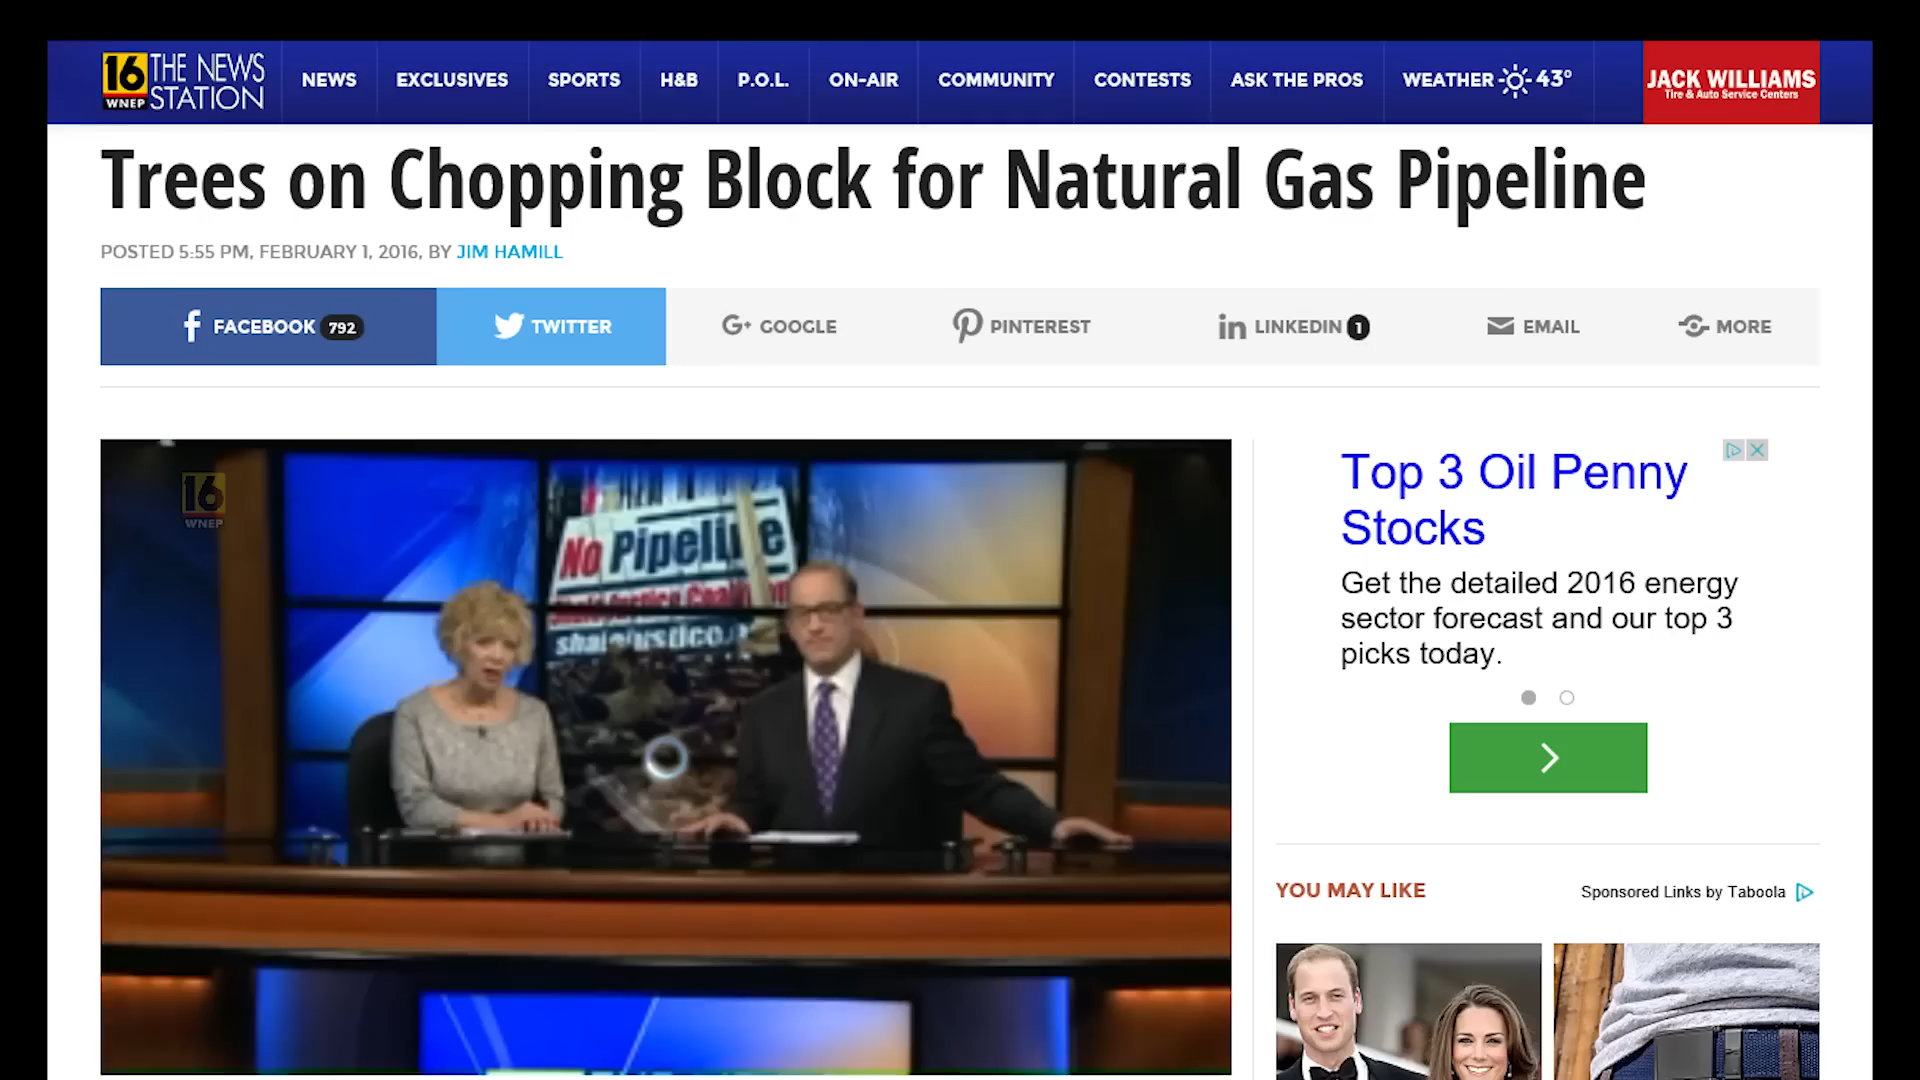 16 THE NEWS
WNEP STATION
NEWS
EXCLUSIVES
SPORTS
H&B
P.O.L.
ON-AIR
COMMUNITY
CONTESTS
ASK THE PROS
WEATHER 43°
JACK WILLIAMS
Tire & Auto Service Centers
Trees on Chopping Block for Natural Gas Pipeline
POSTED 5:55 PM, FEBRUARY 1, 2016, BY JIM HAMILL
FACEBOOK 792
TWITTER
G+ GOOGLE
PINTEREST
in LINKEDIN 1
EMAIL
MORE
16
WNEP
No Pipeline
Top 3 Oil Penny
Stocks
Get the detailed 2016 energy
sector forecast and our top 3
picks today.
YOU MAY LIKE
Sponsored Links by Taboola